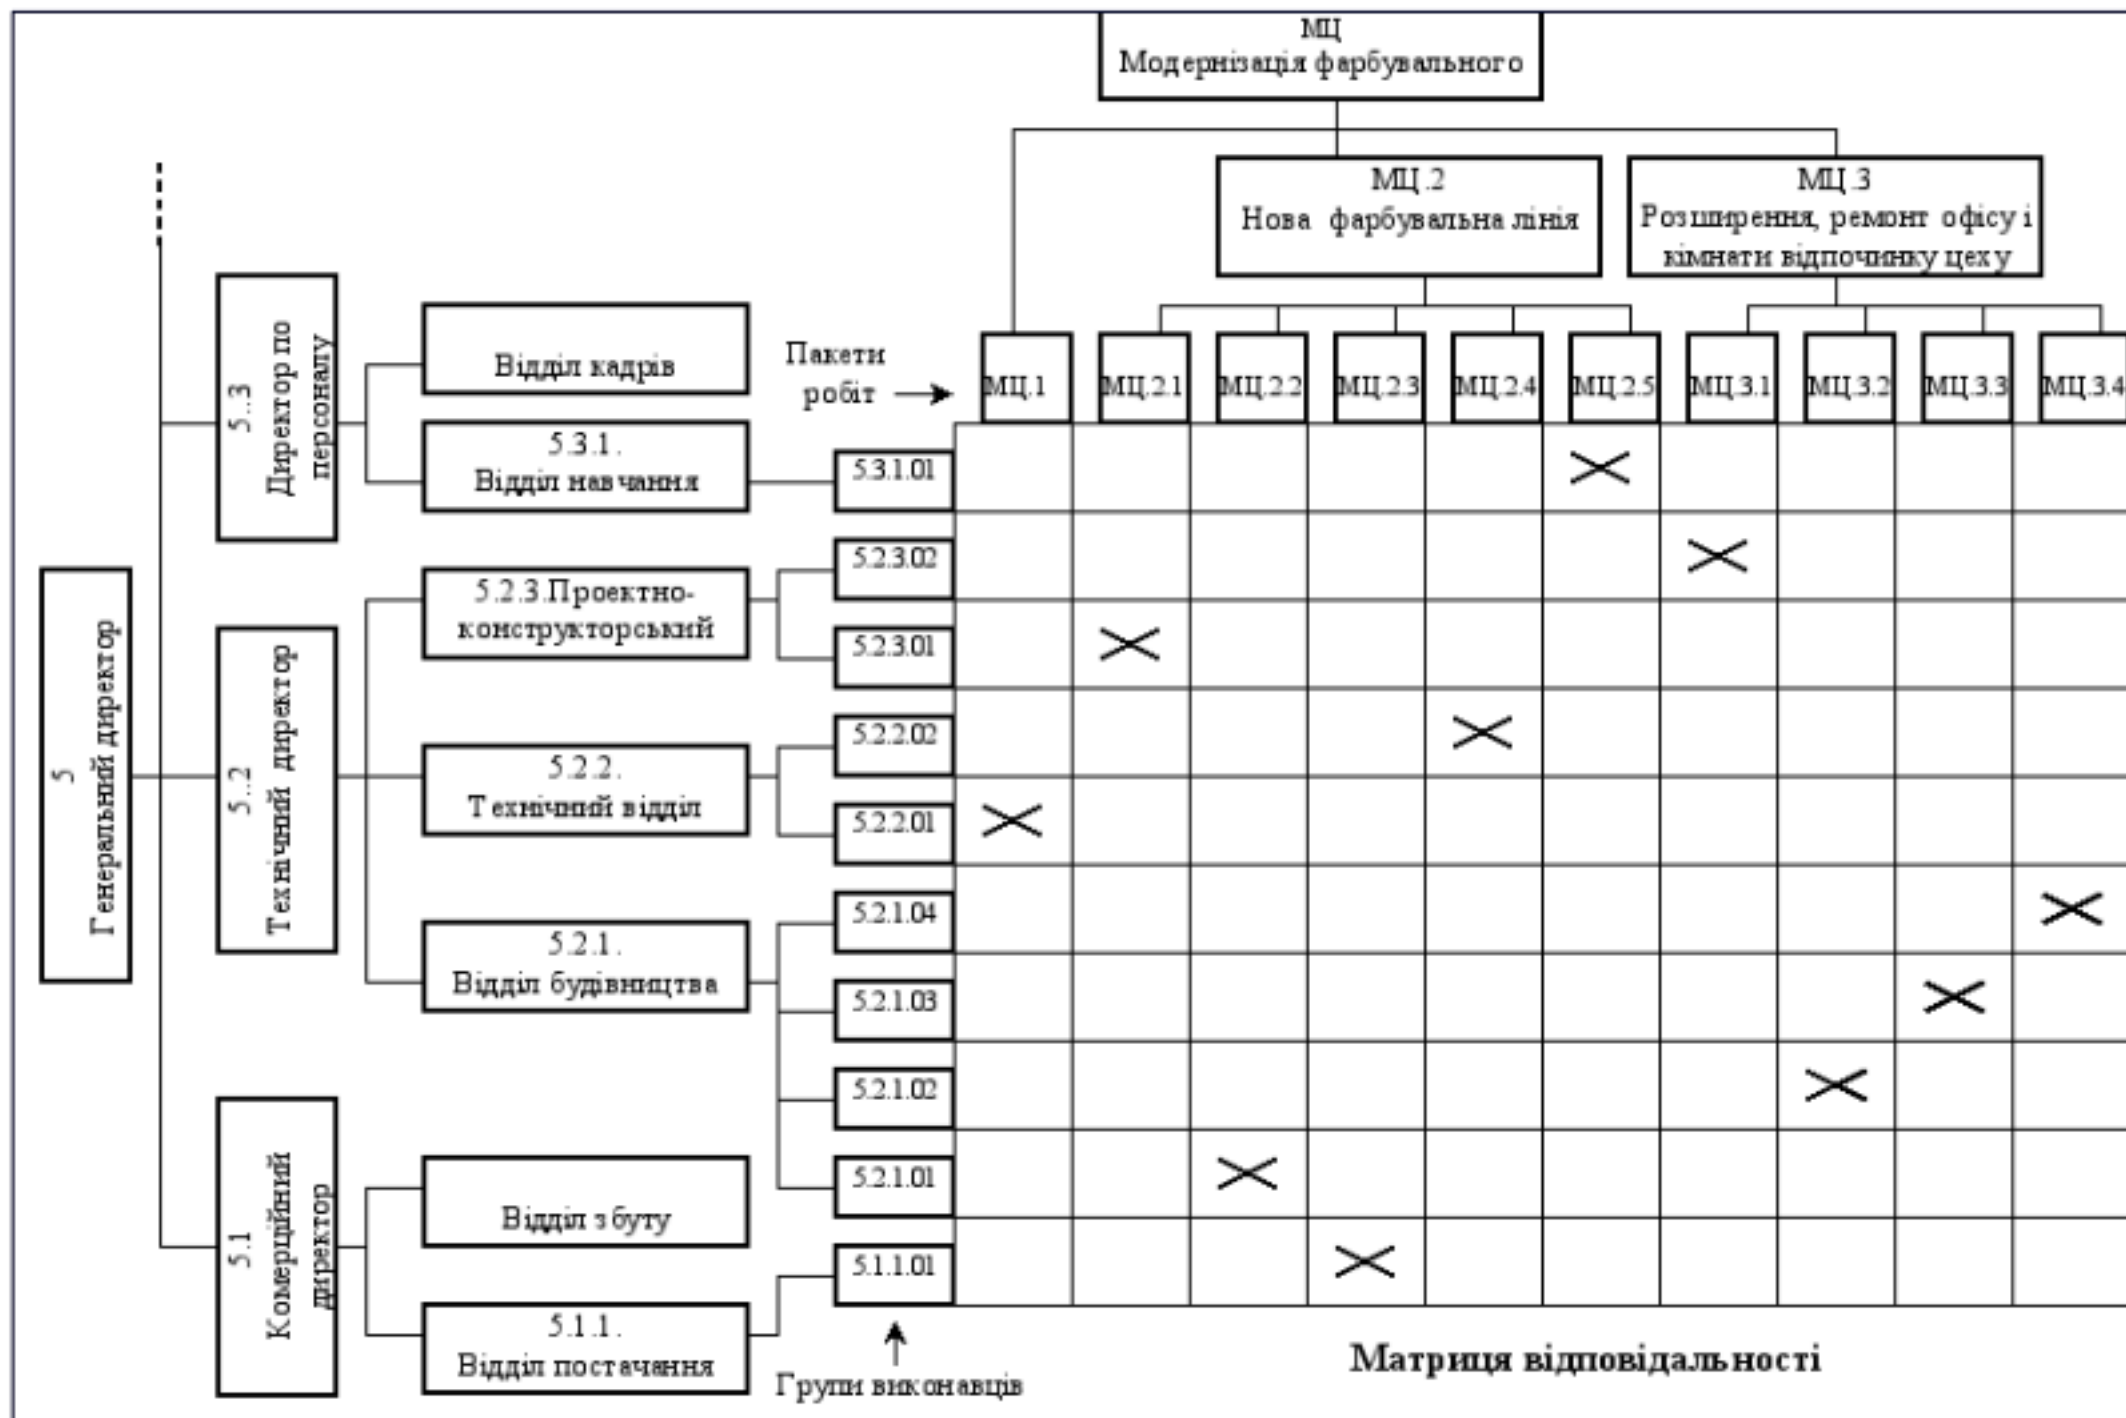 МЦ
Модернізація фарбувального
МЦ.2
Нова фарбувальна лінія
МЦ.3
Розширення, ремонт офісу і
кімнати відпочинку цеху
Пакети
робіт
МЦ.1
МЦ.2.1
МЦ.2.2
МЦ.2.3
МЦ.2.4
МЦ.2.5
МЦ.3.1
МЦ.3.2
МЦ.3.3
МЦ.3.4
5
Генеральний директор
5..3
Директор по
персоналу
Відділ кадрів
5.3.1.
Відділ навчання
5.3.1.01
5..2
Технічний директор
5.2.3.Проектно-
конструкторський
5.2.3.02
5.2.3.01
5.2.2.
Технічний відділ
5.2.2.02
5.2.2.01
5.2.1.
Відділ будівництва
5.2.1.04
5.2.1.03
5.2.1.02
5.2.1.01
5.1
Комерційний
директор
Відділ збуту
5.1.1.
Відділ постачання
5.1.1.01
Групи виконавців
Матриця відповідальності